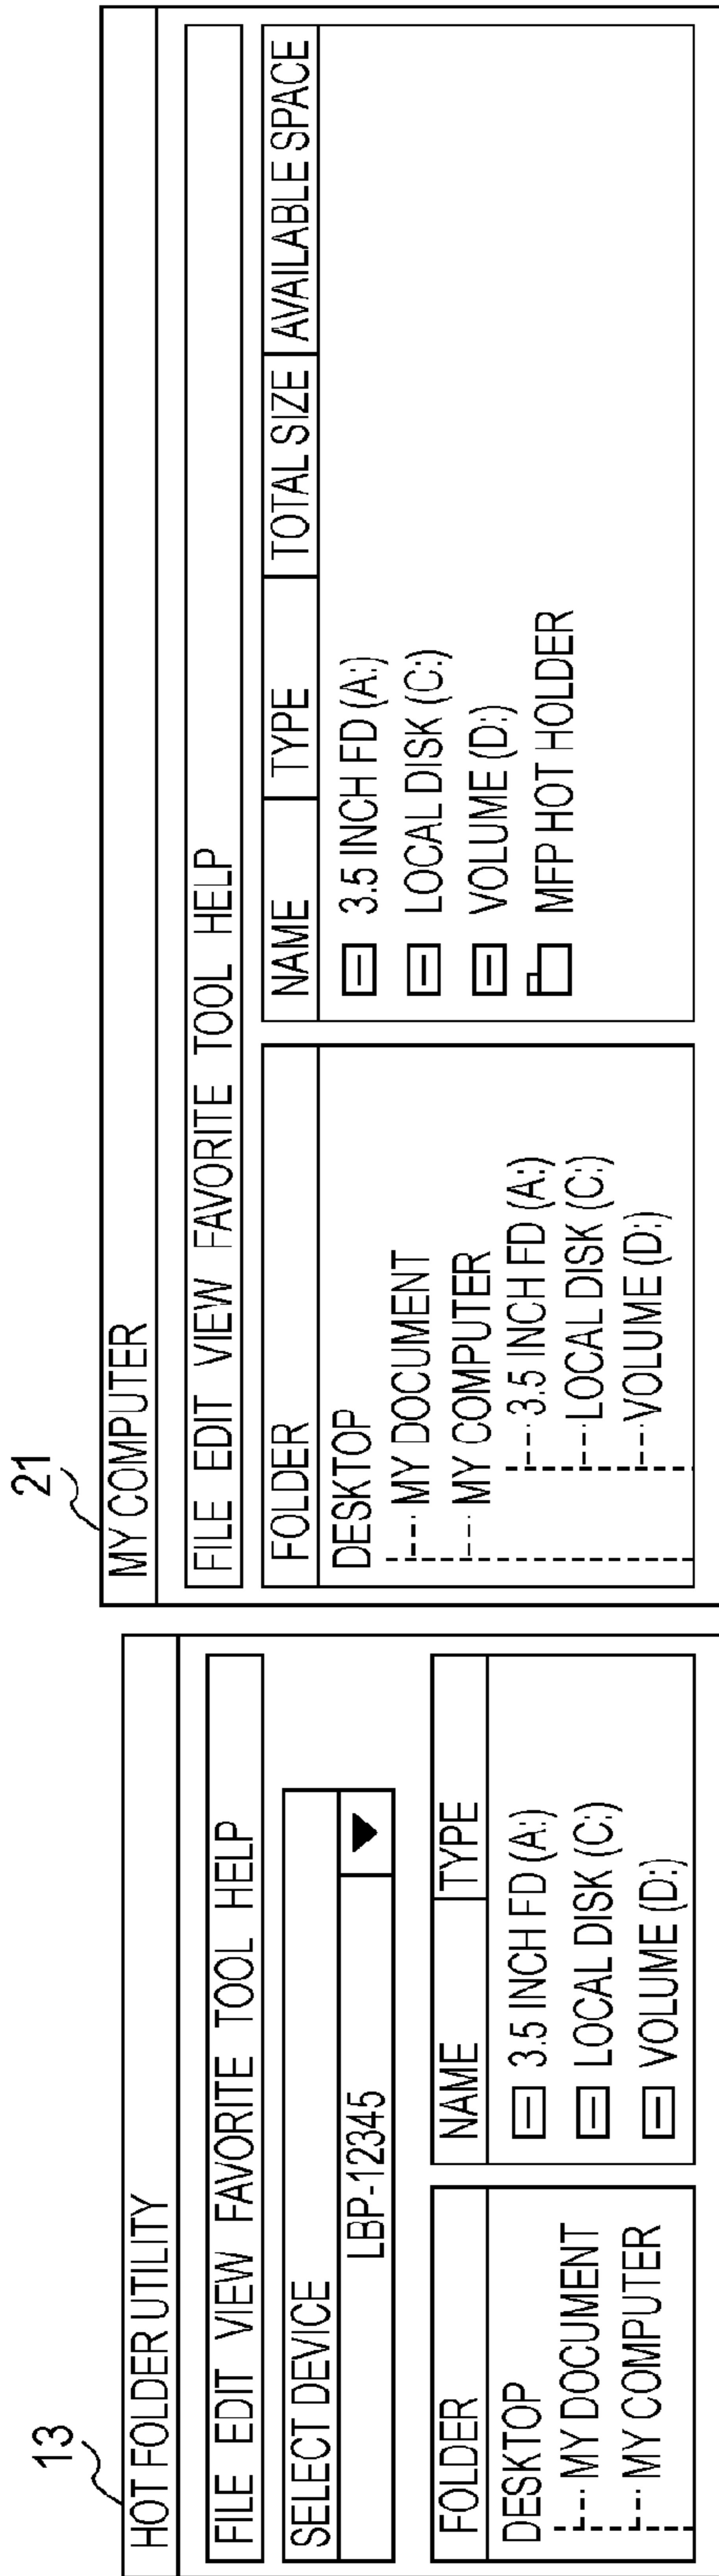 13
HOT FOLDER UTILITY
FILE EDIT VIEW FAVORITE TOOL HELP
SELECT DEVICE
LBP-12345
FOLDER
DESKTOP
MY DOCUMENT
MY COMPUTER
NAME TYPE
3.5 INCH FD (A:)
LOCAL DISK (C:)
VOLUME (D:)
21
MY COMPUTER
FILE EDIT VIEW FAVORITE TOOL HELP
FOLDER
DESKTOP
MY DOCUMENT
MY COMPUTER
3.5 INCH FD (A:)
LOCAL DISK (C:)
VOLUME (D:)
NAME TYPE TOTAL SIZE AVAILABLE SPACE
3.5 INCH FD (A:)
LOCAL DISK (C:)
VOLUME (D:)
MFP HOT HOLDER